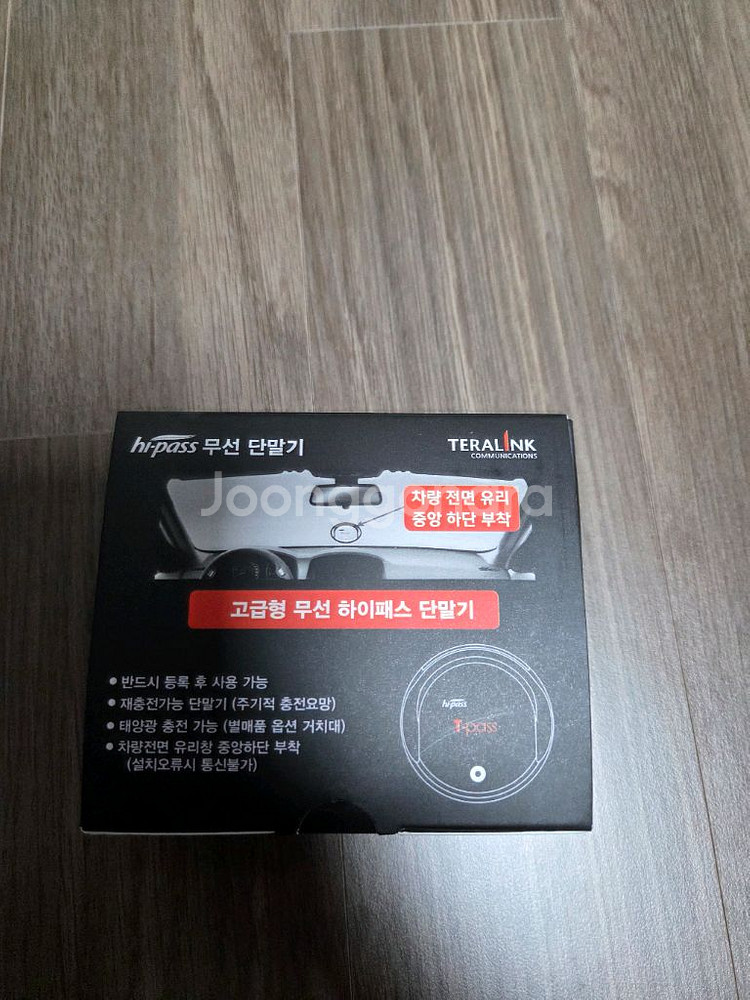 hi-pass 무선 단말기
TERALINK
COMMUNICATIONS
Joonggonara
차량 전면 유리
중앙 하단 부착
고급형 무선 하이패스 단말기
• 반드시 등록 후 사용 가능
• 재충전가능 단말기 (주기적 충전요망)
• 태양광 충전 가능 (별매품 옵션 거치대)
• 차량전면 유리창 중앙하단 부착
(설치오류시 통신불가)
hi-pass
T-pass